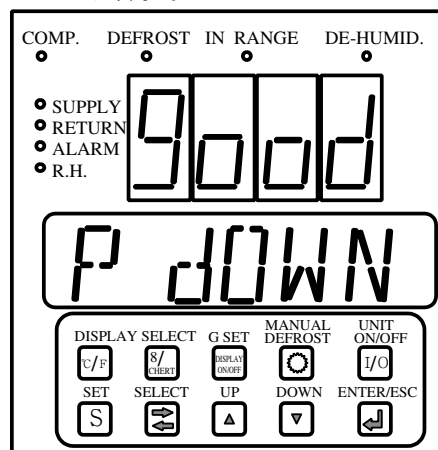 COMP. DEFROST IN RANGE DE-HUMID.
SUPPLY
RETURN
ALARM
R.H.
good
P dOWN
DISPLAY SELECT G SET MANUAL DEFROST UNIT ON/OFF
℃/F 8/CHERT DISPLAY ON/OFF I/O
SET SELECT UP DOWN ENTER/ESC
S